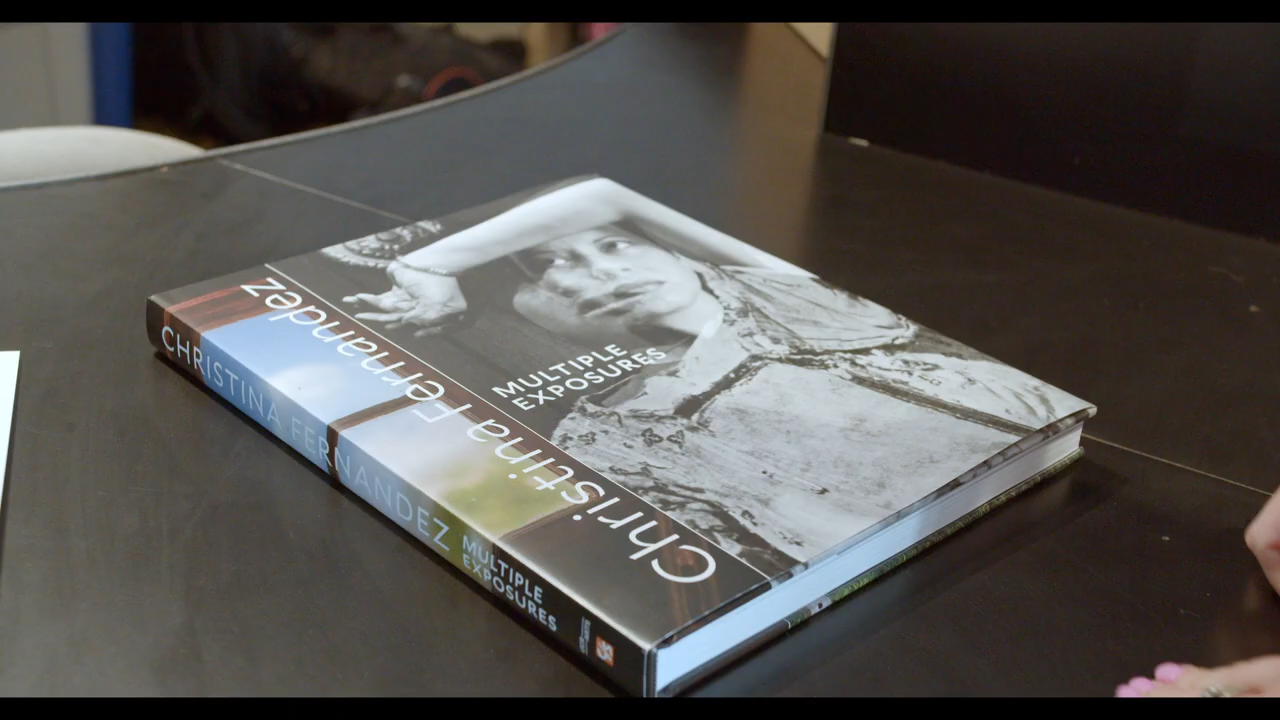 Christina Fernandez
MULTIPLE
EXPOSURES
CHRISTINA FERNANDEZ
MULTIPLE
EXPOSURES